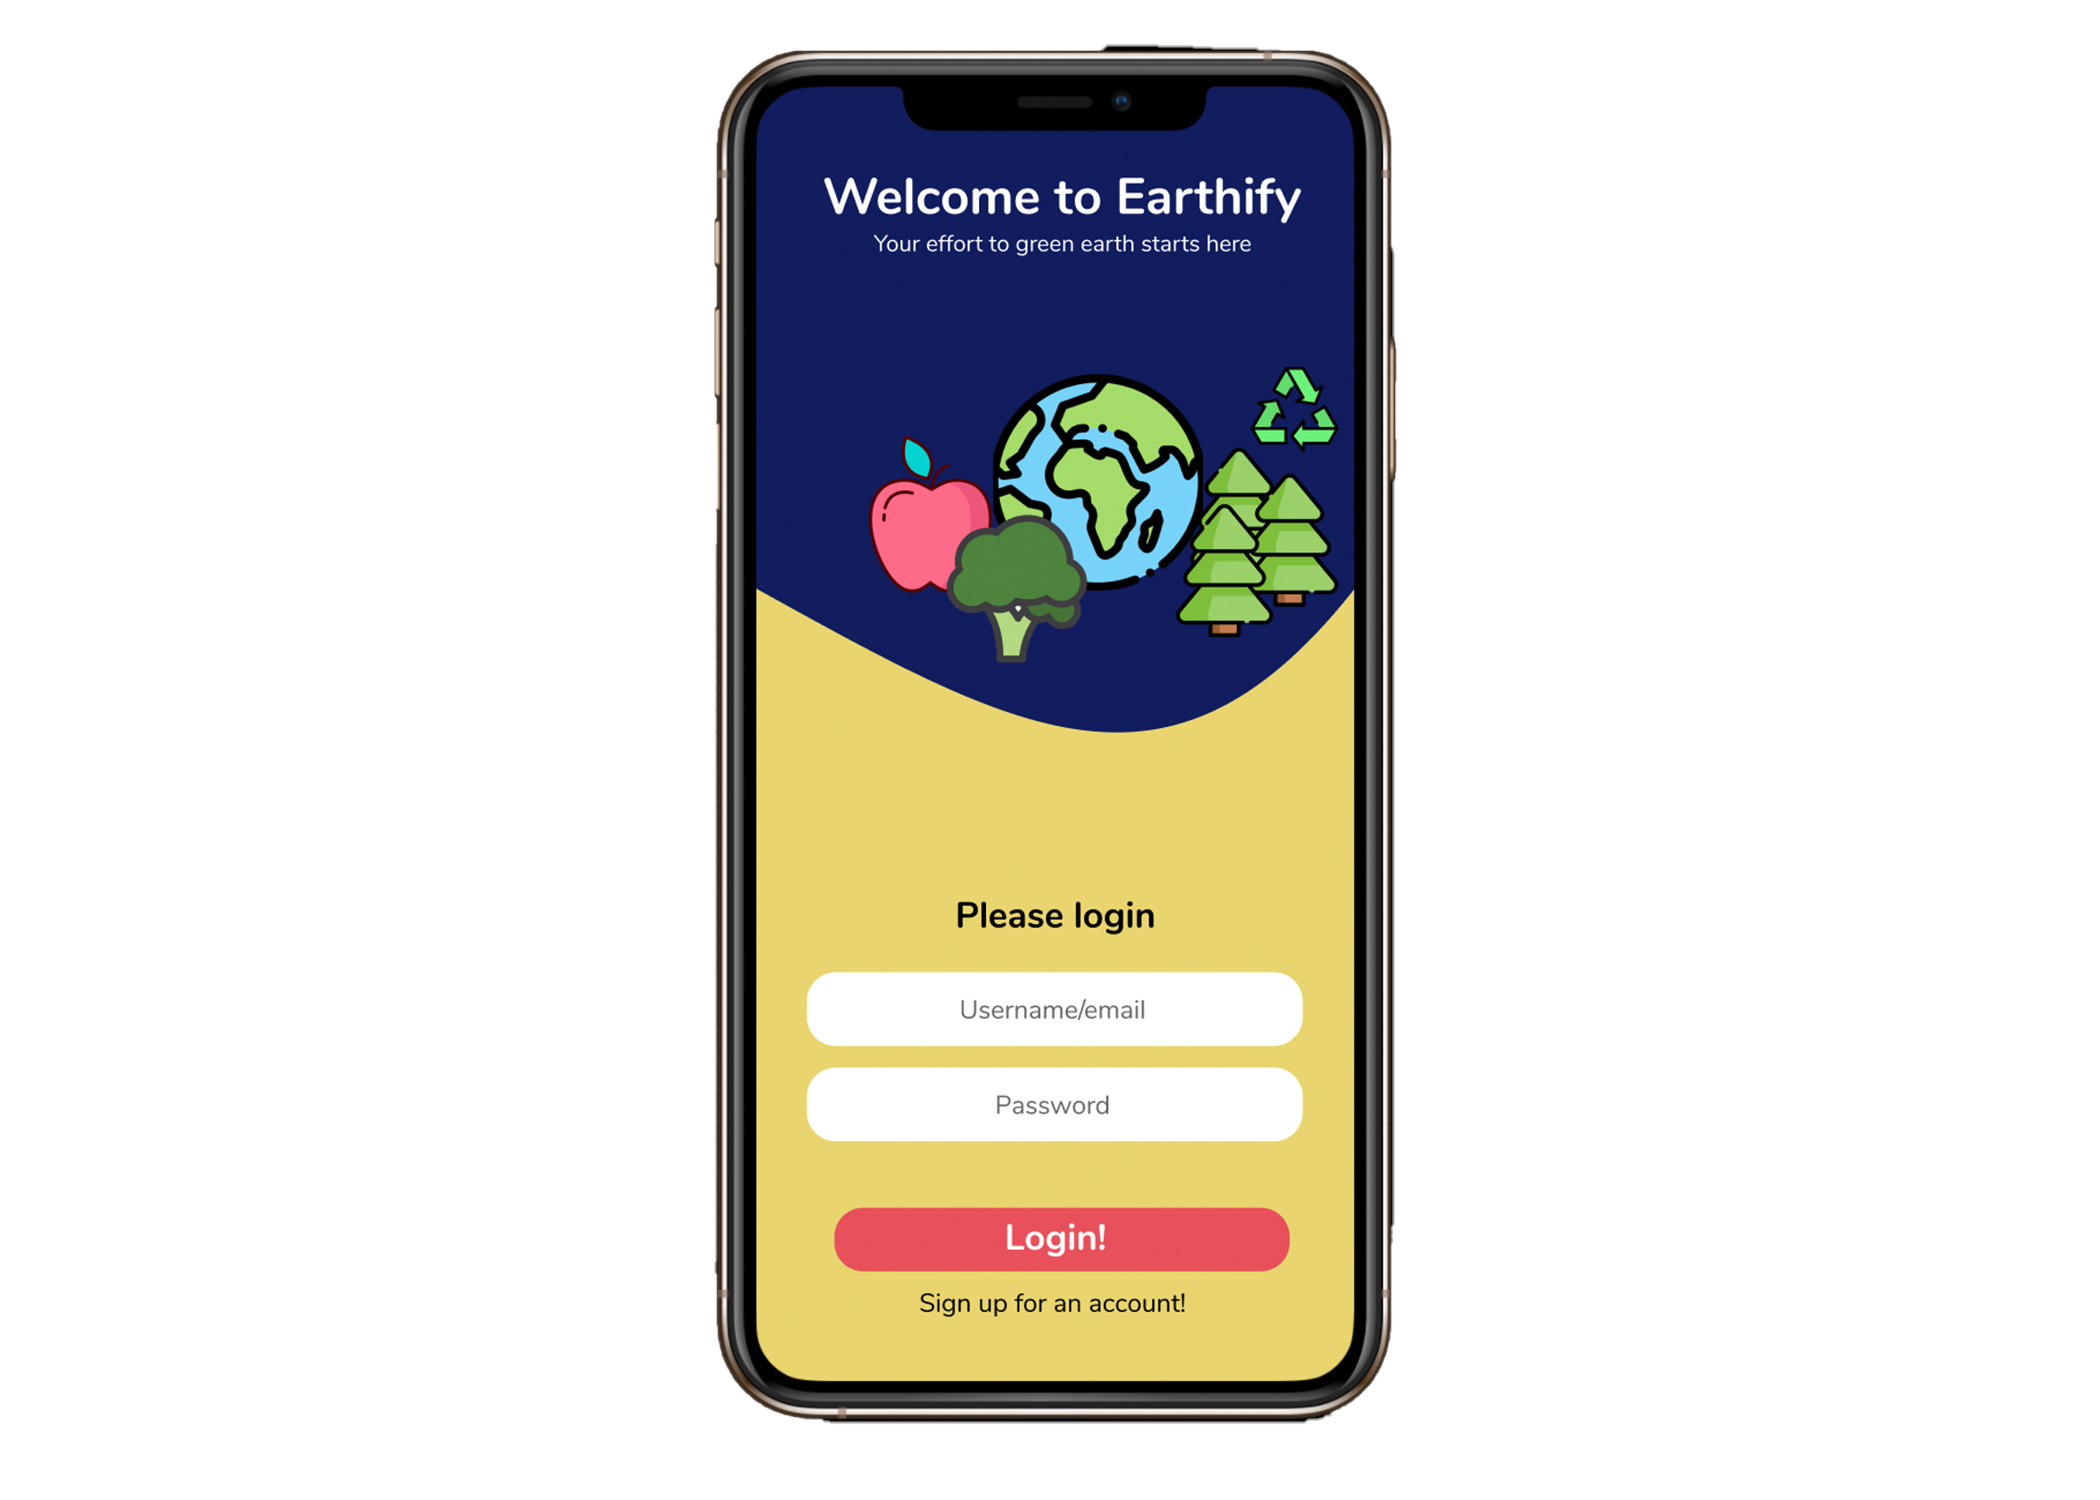 Welcome to Earthify
Your effort to green earth starts here
Please login
Username/email
Password
Login!
Sign up for an account!